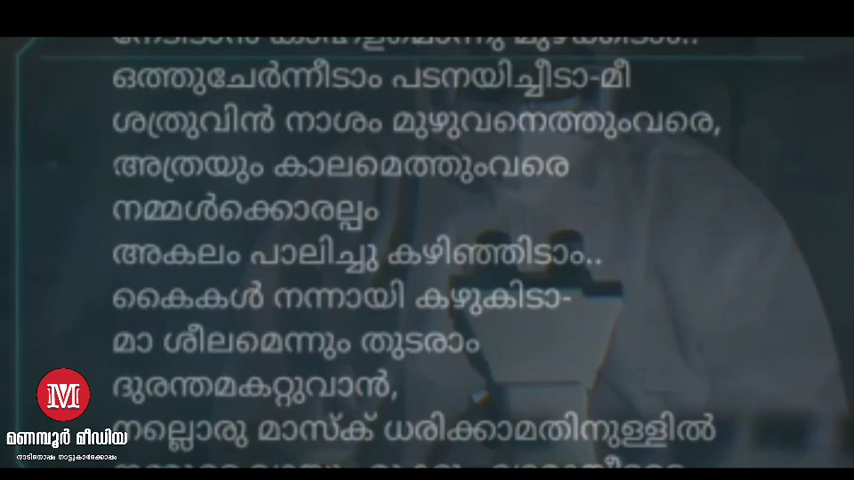 ഒത്തുചേർന്നീടാം പടനയിച്ചീടാ-മീ
ശത്രുവിൻ നാശം മുഴുവനെത്തുംവരെ,
അത്രയും കാലമെത്തുംവരെ
നമ്മൾക്കൊരല്പം
അകലം പാലിച്ചു കഴിഞ്ഞിടാം..
കൈകൾ നന്നായി കഴുകിടാ-
മാ ശീലമെന്നും തുടരാം
ദുരന്തമകറ്റുവാൻ,
നല്ലൊരു മാസ്ക് ധരിക്കാമതിനുള്ളിൽ
M
മണമ്പൂർ മീഡിയ
നാടിനൊപ്പം നാട്ടുകാർക്കൊപ്പം